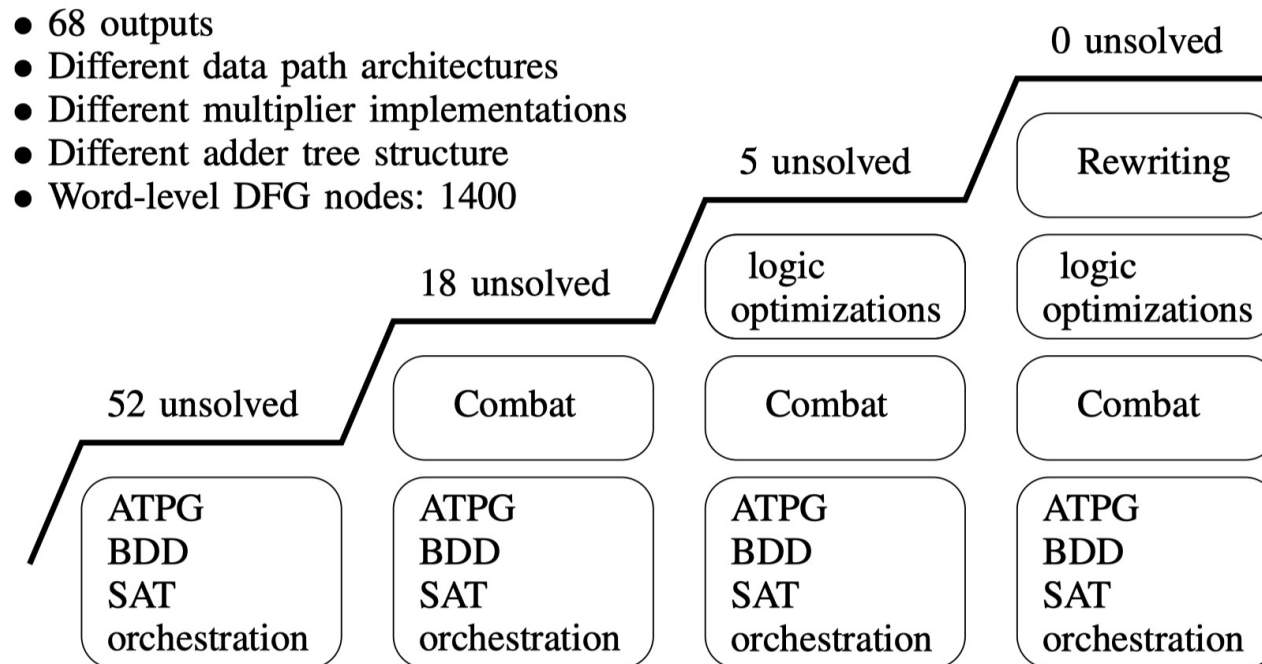 ● 68 outputs
● Different data path architectures
● Different multiplier implementations
● Different adder tree structure
● Word-level DFG nodes: 1400
52 unsolved
ATPG
BDD
SAT
orchestration
18 unsolved
Combat
ATPG
BDD
SAT
orchestration
5 unsolved
logic
optimizations
Combat
ATPG
BDD
SAT
orchestration
0 unsolved
Rewriting
logic
optimizations
Combat
ATPG
BDD
SAT
orchestration